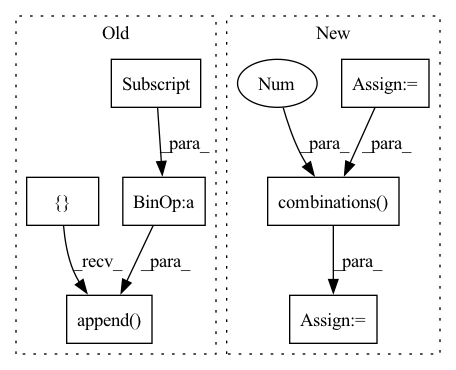 Old
New
Subscript
Num
Assign:=
_para_
_para_
_para_
{}
BinOp:a
combinations()
_recv_
_para_
_para_
append()
Assign:=